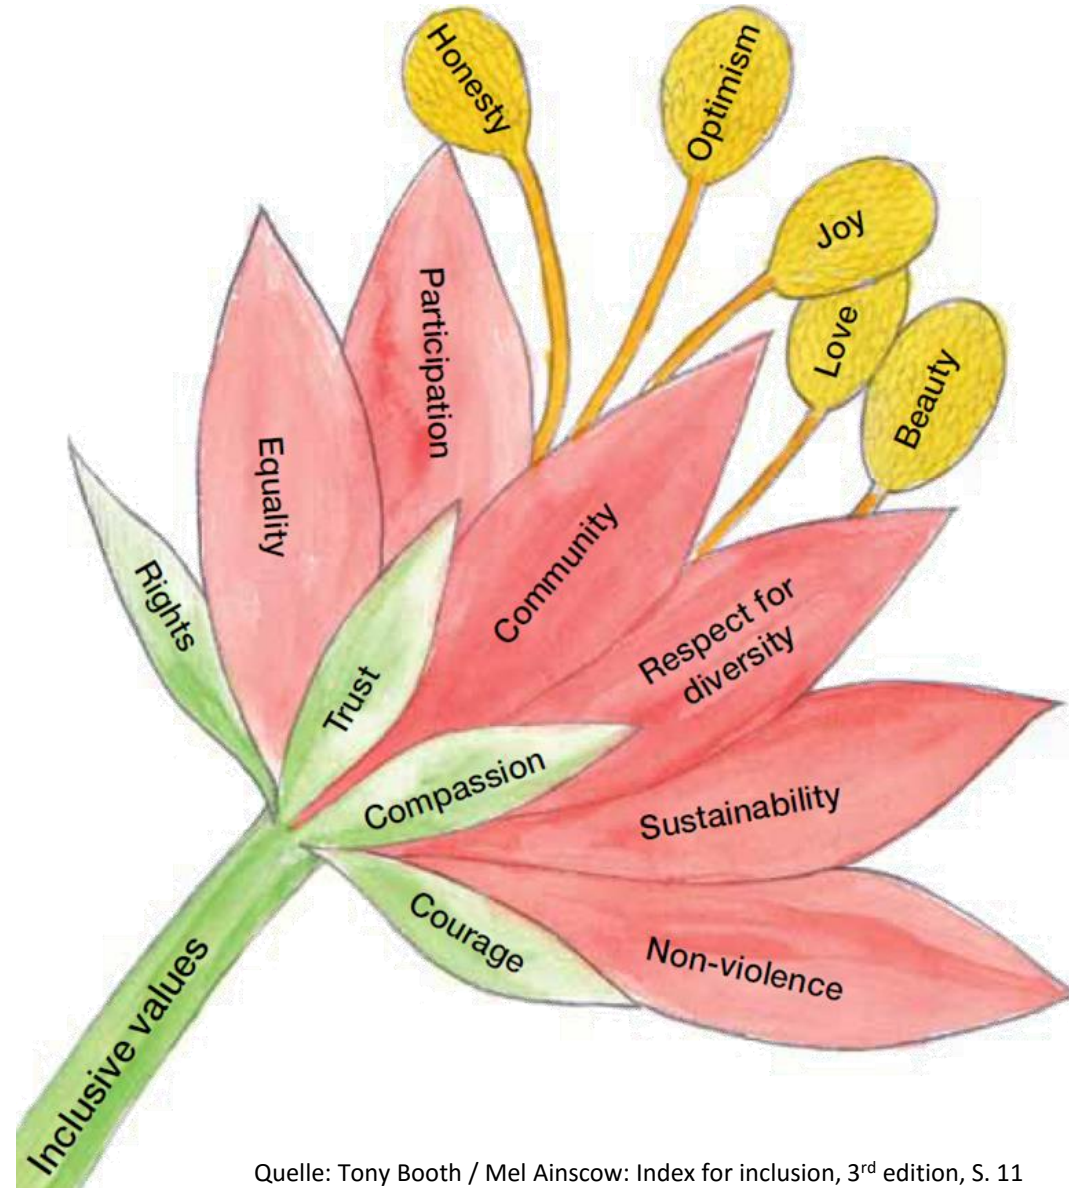 Honesty
Optimism
Joy
Love
Beauty
Participation
Equality
Community
Rights
Respect for
diversity
Trust
Compassion
Sustainability
Courage
Non-violence
Inclusive values
Quelle: Tony Booth / Mel Ainscow: Index for inclusion, 3rd edition, S. 11